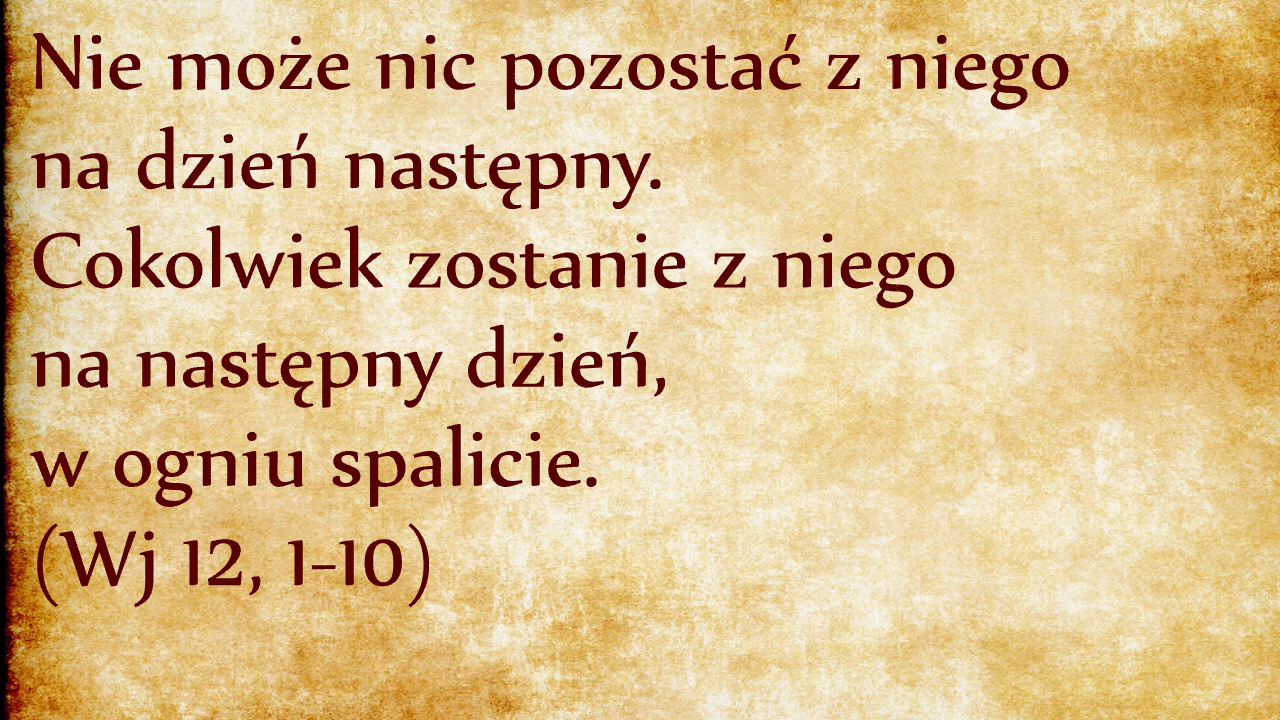 Nie może nic pozostać z niego
na dzień następny.
Cokolwiek zostanie z niego
na następny dzień,
w ogniu spalicie.
(Wj 12, 1-10)